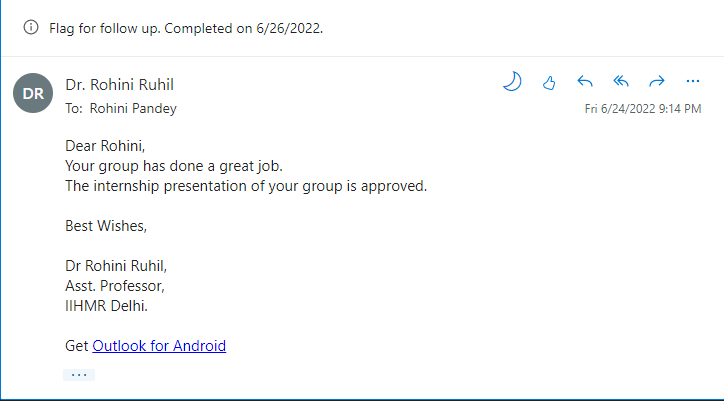 Flag for follow up. Completed on 6/26/2022.
DR
Dr. Rohini Ruhil
To: Rohini Pandey
Fri 6/24/2022 9:14 PM
Dear Rohini,
Your group has done a great job.
The internship presentation of your group is approved.
Best Wishes,
Dr Rohini Ruhil,
Asst. Professor,
IIHMR Delhi.
Get Outlook for Android